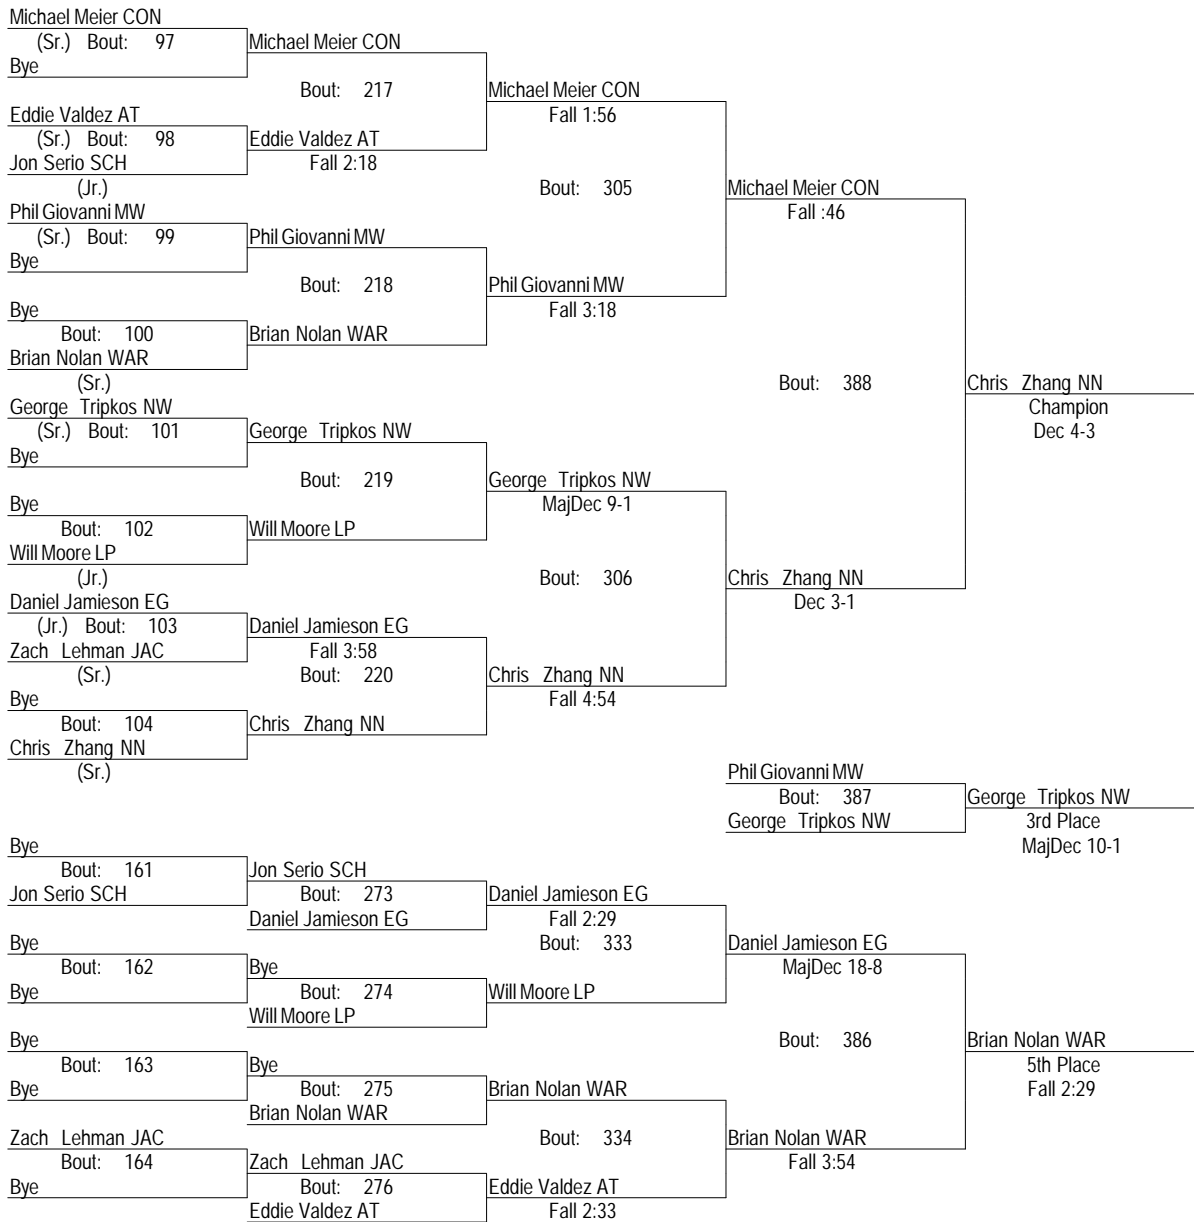 Michael Meier CON
(Sr.) Bout: 97 Michael Meier CON
Bye
Bout: 217 Michael Meier CON
Eddie Valdez AT Fall 1:56
(Sr.) Bout: 98 Eddie Valdez AT
Jon Serio SCH Fall 2:18
(Jr.) Bout: 305 Michael Meier CON
Phil Giovanni MW Fall :46
(Sr.) Bout: 99 Phil Giovanni MW
Bye
Bout: 218 Phil Giovanni MW
Bye Fall 3:18
Bout: 100 Brian Nolan WAR
Brian Nolan WAR
(Sr.) Bout: 388 Chris Zhang NN
George Tripkos NW Champion
(Sr.) Bout: 101 George Tripkos NW Dec 4-3
Bye
Bout: 219 George Tripkos NW
Bye MajDec 9-1
Bout: 102 Will Moore LP
Will Moore LP
(Jr.) Bout: 306 Chris Zhang NN
Daniel Jamieson EG Dec 3-1
(Jr.) Bout: 103 Daniel Jamieson EG
Zach Lehman JAC Fall 3:58
(Sr.) Bout: 220 Chris Zhang NN
Bye Fall 4:54
Bout: 104 Chris Zhang NN
Chris Zhang NN
(Sr.) Phil Giovanni MW
Bout: 387 George Tripkos NW
George Tripkos NW 3rd Place
Bye MajDec 10-1
Bout: 161 Jon Serio SCH
Jon Serio SCH Bout: 273 Daniel Jamieson EG
Daniel Jamieson EG Fall 2:29
Bye Bout: 333 Daniel Jamieson EG
Bout: 162 Bye MajDec 18-8
Bye Bout: 274 Will Moore LP
Will Moore LP
Bye Bout: 386 Brian Nolan WAR
Bout: 163 Bye 5th Place
Bye Bout: 275 Brian Nolan WAR Fall 2:29
Brian Nolan WAR
Zach Lehman JAC Bout: 334 Brian Nolan WAR
Bout: 164 Zach Lehman JAC Fall 3:54
Bye Bout: 276 Eddie Valdez AT
Eddie Valdez AT Fall 2:33